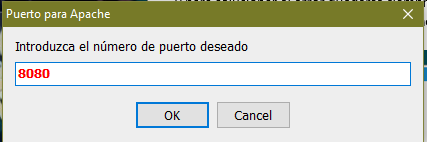 Puerto para Apache
Introduzca el número de puerto deseado
8080
OK
Cancel